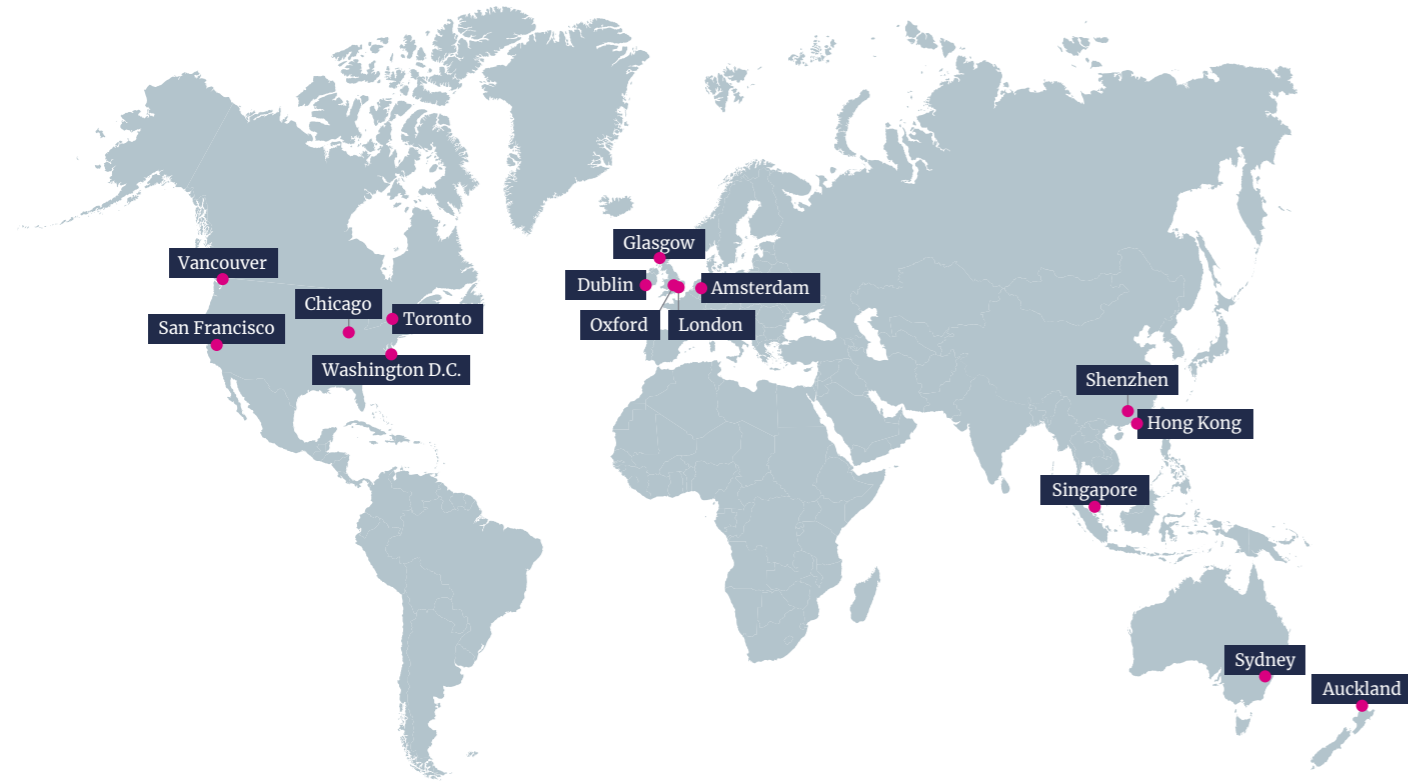 Glasgow
Vancouver
Dublin
Amsterdam
Chicago
Toronto
San Francisco
Oxford
London
Washington D.C.
Shenzhen
Hong Kong
Singapore
Sydney
Auckland